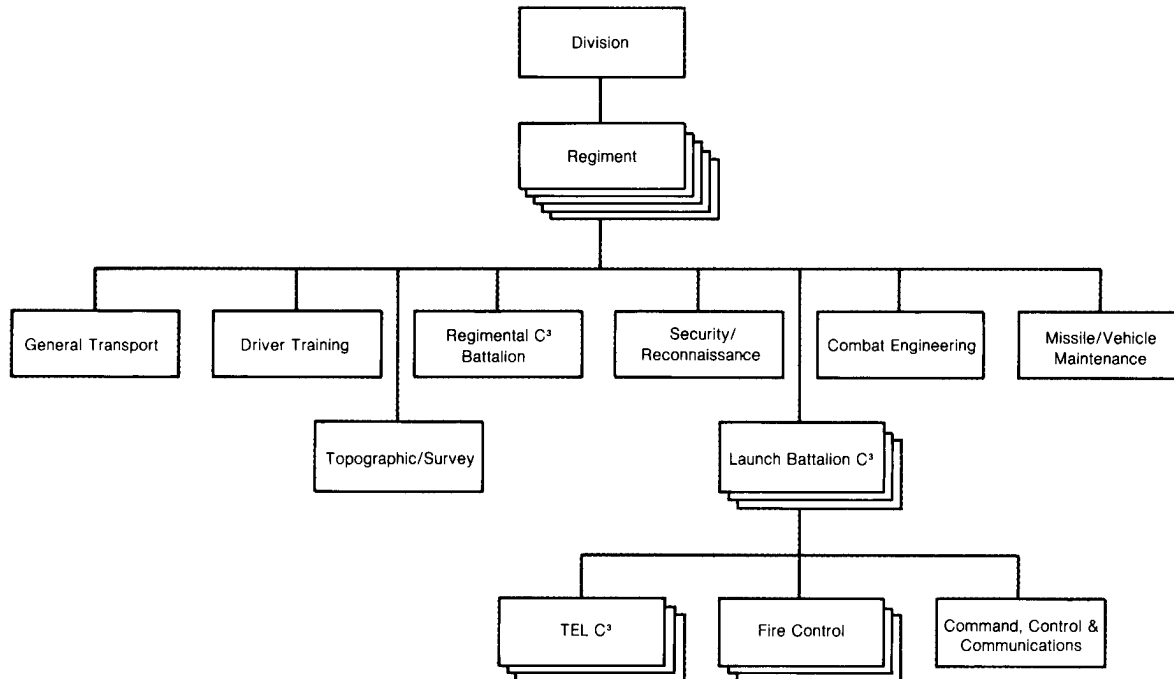 Division
Regiment
General Transport
Driver Training
Regimental C³
Battalion
Security/
Reconnaissance
Combat Engineering
Missile/Vehicle
Maintenance
Topographic/Survey
Launch Battalion C³
TEL C³
Fire Control
Command, Control &
Communications